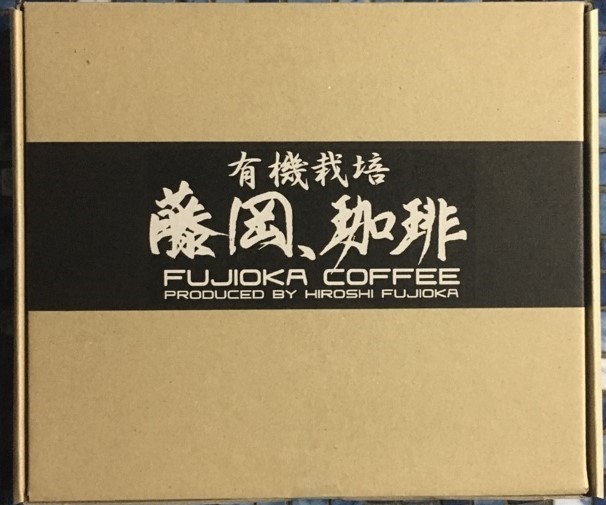 有機栽培
藤岡、珈琲
FUJIOKA COFFEE
PRODUCED BY HIROSHI FUJIOKA